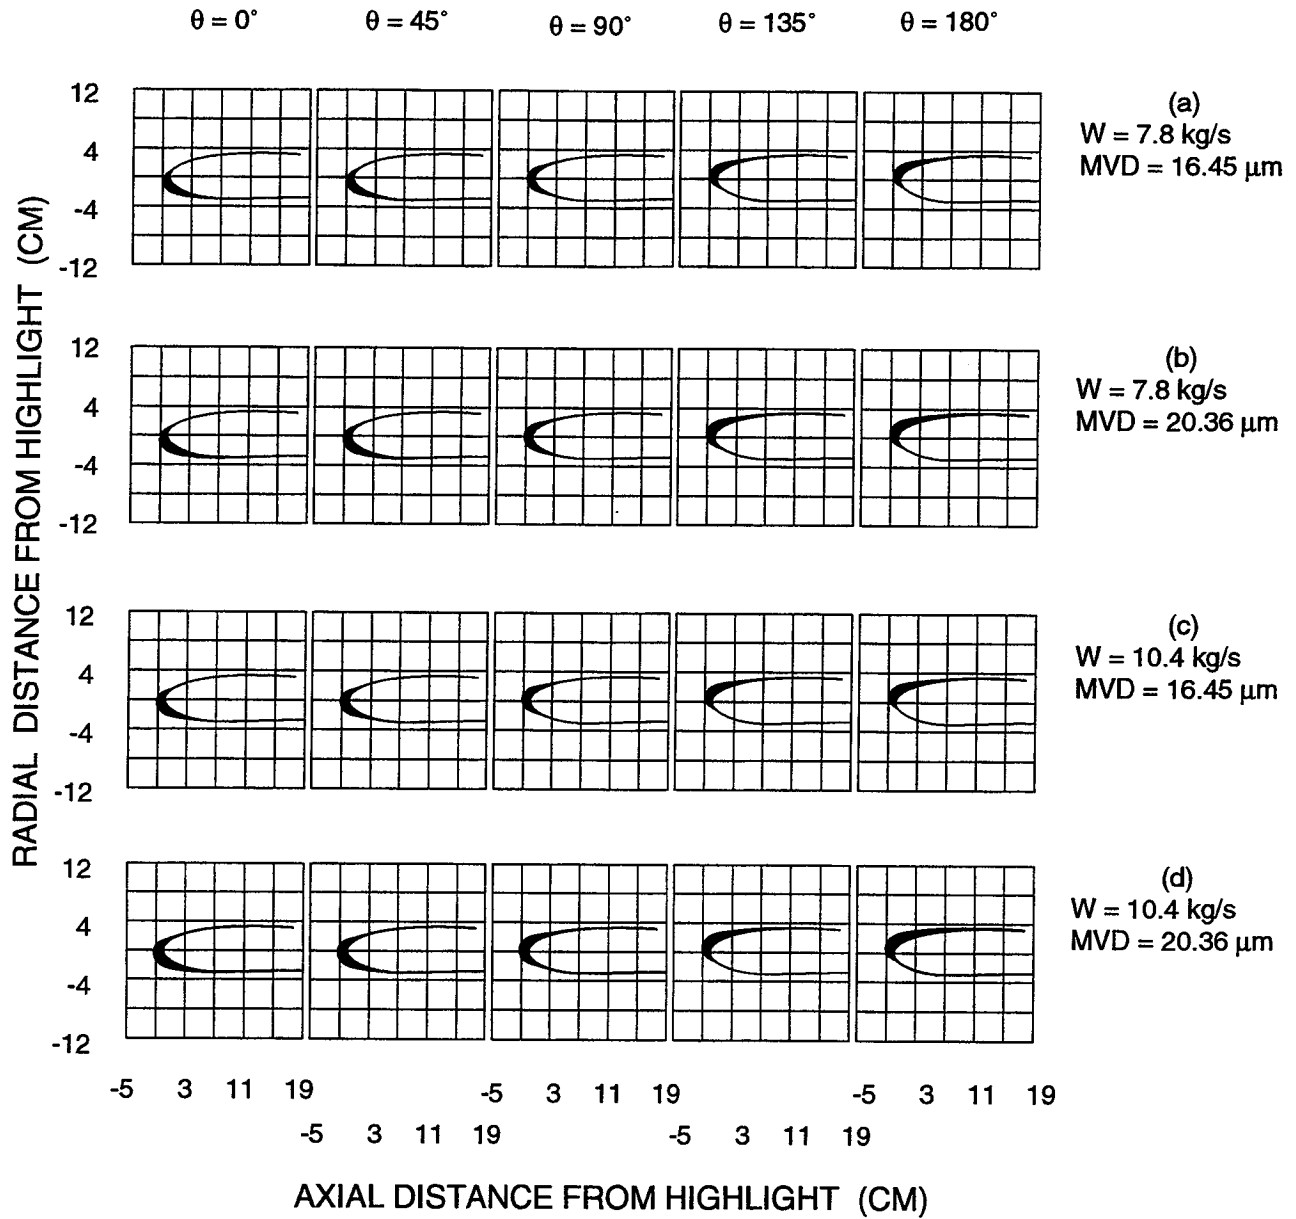 θ = 0° θ = 45° θ = 90° θ = 135° θ = 180°
RADIAL DISTANCE FROM HIGHLIGHT (CM)
12
4
-4
-12
(a)
W = 7.8 kg/s
MVD = 16.45 μm
12
4
-4
-12
(b)
W = 7.8 kg/s
MVD = 20.36 μm
12
4
-4
-12
(c)
W = 10.4 kg/s
MVD = 16.45 μm
12
4
-4
-12
(d)
W = 10.4 kg/s
MVD = 20.36 μm
-5 3 11 19 -5 3 11 19 -5 3 11 19
-5 3 11 19 -5 3 11 19
AXIAL DISTANCE FROM HIGHLIGHT (CM)